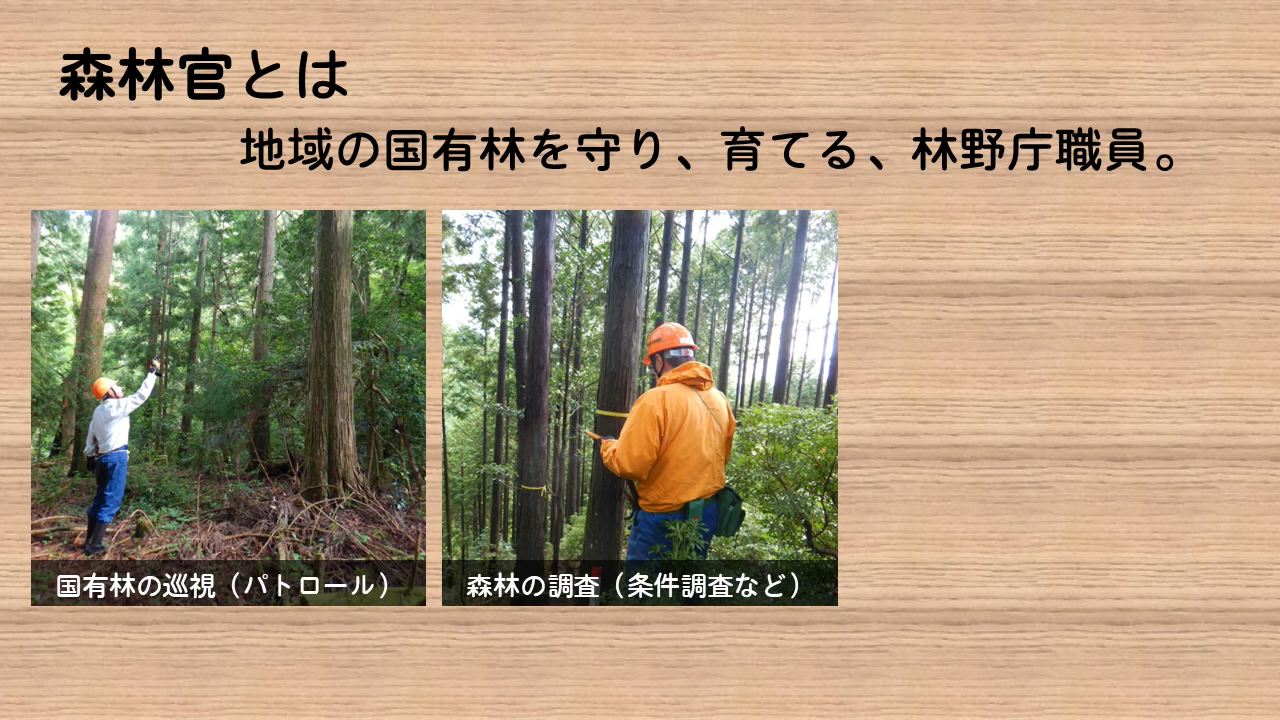 森林官とは
地域の国有林を守り、育てる、林野庁職員。
国有林の巡視（パトロール）
森林の調査（条件調査など）